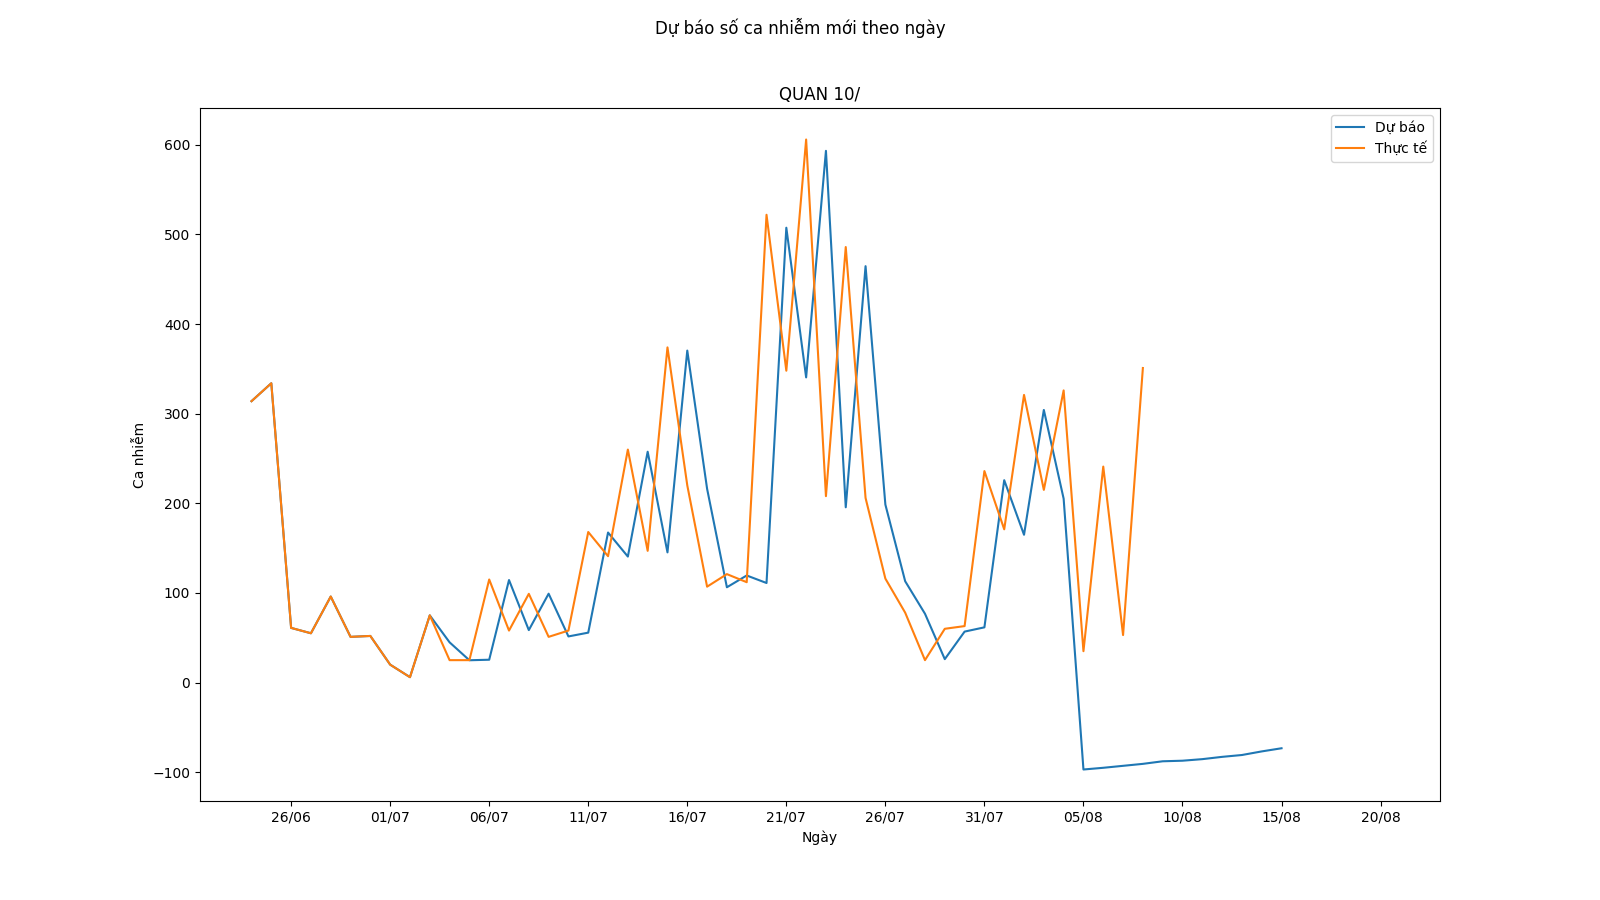 Dự báo số ca nhiễm mới theo ngày
QUAN 10/
Dự báo
Thực tế
600
500
400
300
200
100
0
−100
Ca nhiễm
26/06 01/07 06/07 11/07 16/07 21/07 26/07 31/07 05/08 10/08 15/08 20/08
Ngày